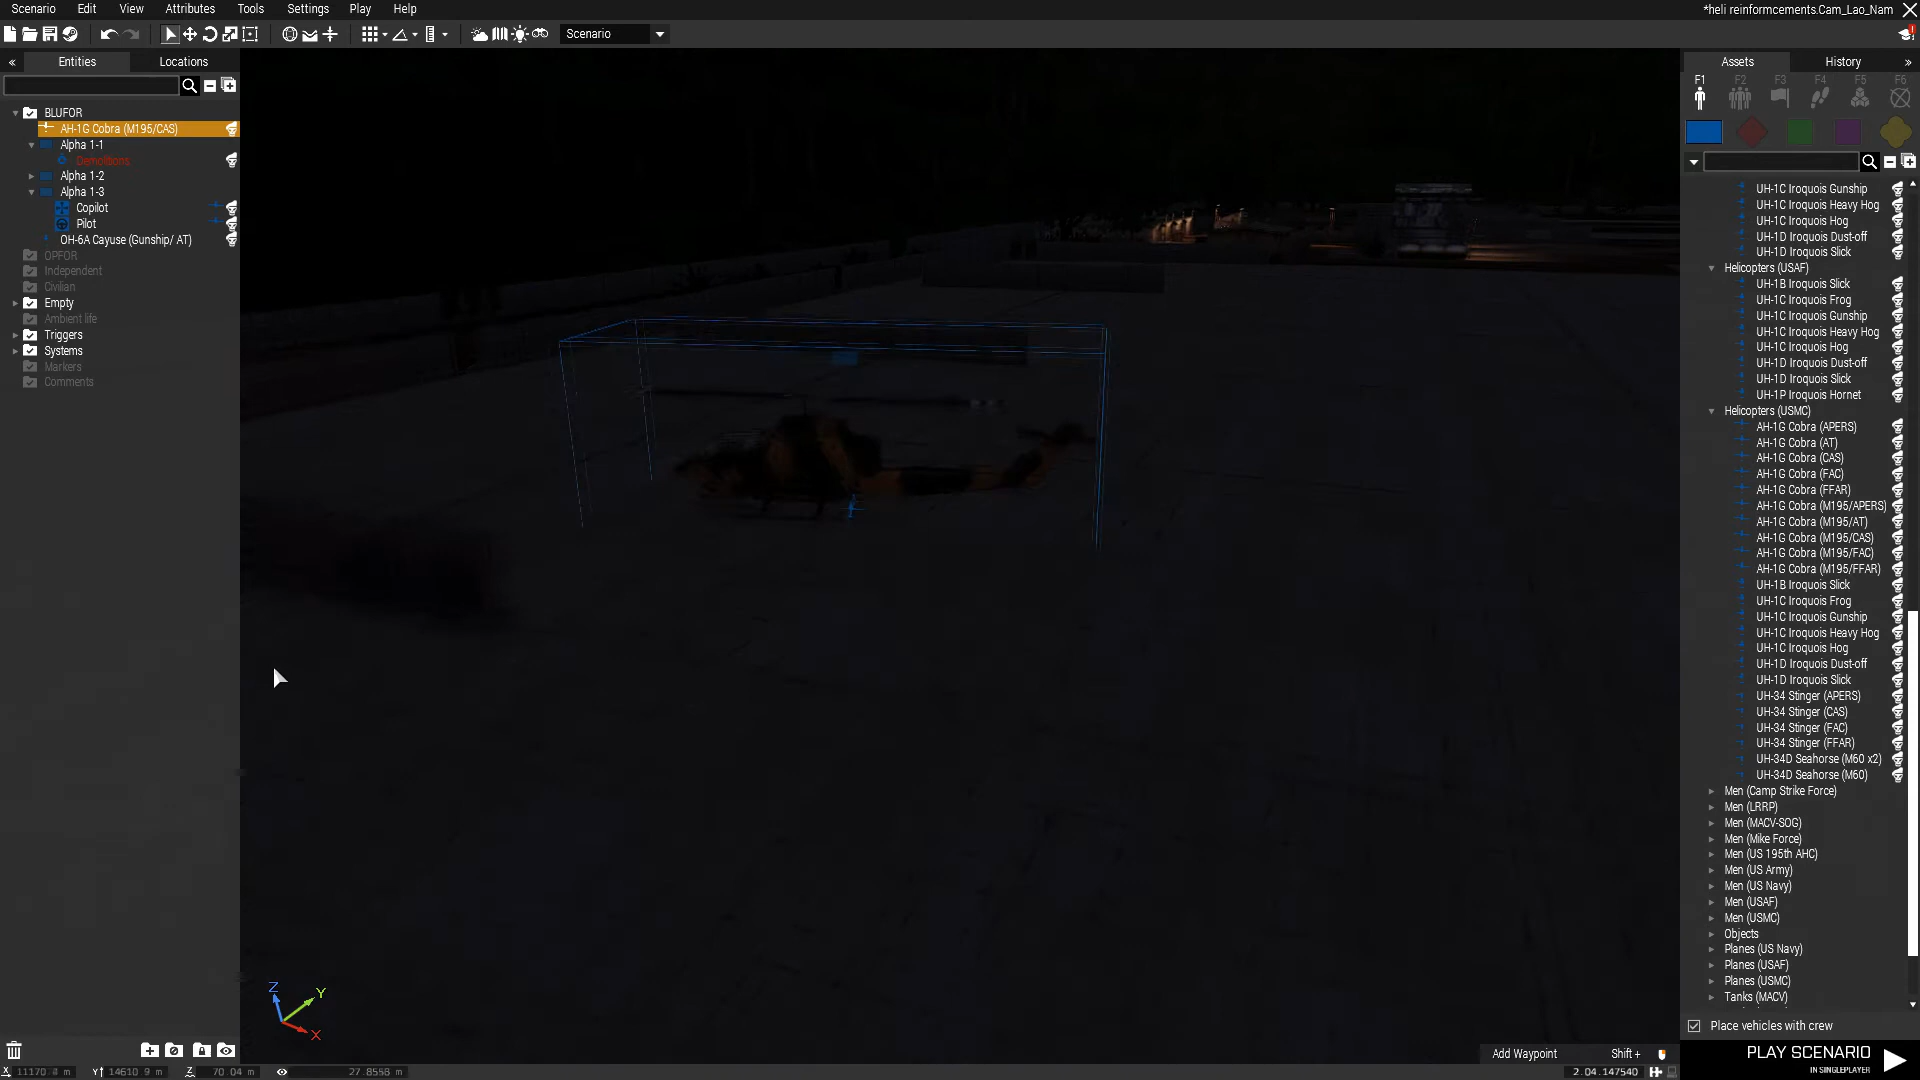 Scenario Edit View Attributes Tools Settings Play Help
*heli reinformcements.Cam_Lao_Nam
Scenario
Entities Locations
BLUFOR
AH-1G Cobra (M195/CAS)
Alpha 1-1
Demolitions
Alpha 1-2
Alpha 1-3
Copilot
Pilot
OH-6A Cayuse (Gunship/ AT)
OPFOR
Independent
Civilian
Empty
Ambient life
Triggers
Systems
Markers
Comments
Z
Y
X
Assets History
F1 F2 F3 F4 F5 F6
UH-1C Iroquois Gunship
UH-1C Iroquois Heavy Hog
UH-1C Iroquois Hog
UH-1D Iroquois Dust-off
UH-1D Iroquois Slick
Helicopters (USAF)
UH-1B Iroquois Slick
UH-1C Iroquois Frog
UH-1C Iroquois Gunship
UH-1C Iroquois Heavy Hog
UH-1C Iroquois Hog
UH-1D Iroquois Dust-off
UH-1D Iroquois Slick
UH-1P Iroquois Hornet
Helicopters (USMC)
AH-1G Cobra (APERS)
AH-1G Cobra (AT)
AH-1G Cobra (CAS)
AH-1G Cobra (FAC)
AH-1G Cobra (FFAR)
AH-1G Cobra (M195/APERS)
AH-1G Cobra (M195/AT)
AH-1G Cobra (M195/CAS)
AH-1G Cobra (M195/FAC)
AH-1G Cobra (M195/FFAR)
UH-1B Iroquois Slick
UH-1C Iroquois Frog
UH-1C Iroquois Gunship
UH-1C Iroquois Heavy Hog
UH-1C Iroquois Hog
UH-1D Iroquois Dust-off
UH-1D Iroquois Slick
UH-34 Stinger (APERS)
UH-34 Stinger (CAS)
UH-34 Stinger (FAC)
UH-34 Stinger (FFAR)
UH-34D Seahorse (M60 x2)
UH-34D Seahorse (M60)
Men (Camp Strike Force)
Men (LRRP)
Men (MACV-SOG)
Men (Mike Force)
Men (US 195th AHC)
Men (US Army)
Men (US Navy)
Men (USAF)
Men (USMC)
Objects
Planes (US Navy)
Planes (USAF)
Planes (USMC)
Tanks (MACV)
Place vehicles with crew
Add Waypoint Shift +
PLAY SCENARIO
IN SINGLEPLAYER
X Y 14610.9 m Z 70.04 m 27.8558 m 2.04.147540